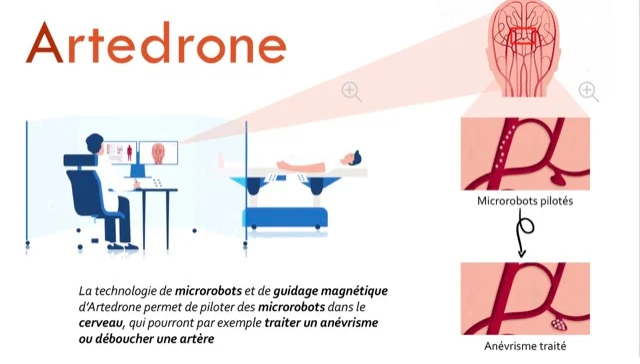 Artedrone
Microrobots pilotés
La technologie de microrobots et de guidage magnétique
d'Artedrone permet de piloter des microrobots dans le
cerveau, qui pourront par exemple traiter un anévrisme
ou déboucher une artère
Anévrisme traité